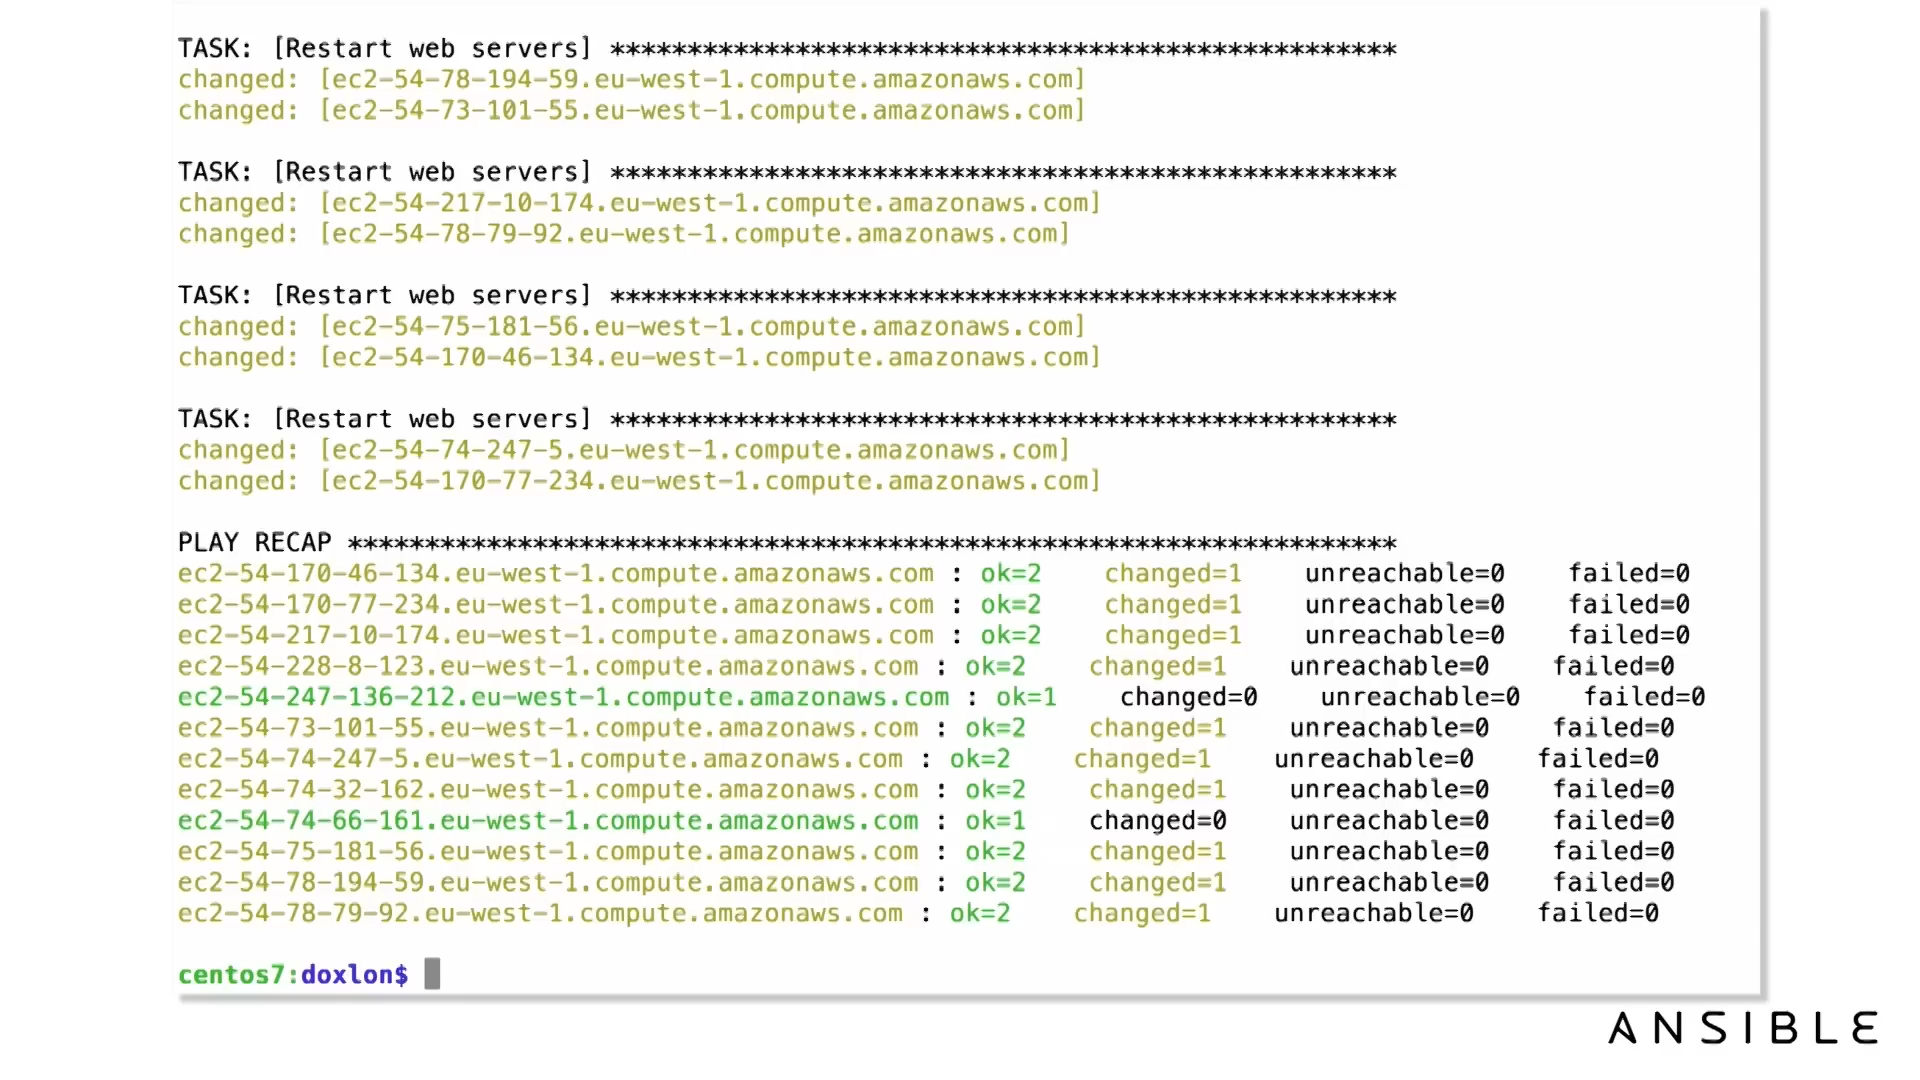 TASK: [Restart web servers] ***************************************************
changed: [ec2-54-78-194-59.eu-west-1.compute.amazonaws.com]
changed: [ec2-54-73-101-55.eu-west-1.compute.amazonaws.com]
TASK: [Restart web servers] ***************************************************
changed: [ec2-54-217-10-174.eu-west-1.compute.amazonaws.com]
changed: [ec2-54-78-79-92.eu-west-1.compute.amazonaws.com]
TASK: [Restart web servers] ***************************************************
changed: [ec2-54-75-181-56.eu-west-1.compute.amazonaws.com]
changed: [ec2-54-170-46-134.eu-west-1.compute.amazonaws.com]
TASK: [Restart web servers] ***************************************************
changed: [ec2-54-74-247-5.eu-west-1.compute.amazonaws.com]
changed: [ec2-54-170-77-234.eu-west-1.compute.amazonaws.com]
PLAY RECAP ********************************************************************
ec2-54-170-46-134.eu-west-1.compute.amazonaws.com : ok=2    changed=1    unreachable=0    failed=0
ec2-54-170-77-234.eu-west-1.compute.amazonaws.com : ok=2    changed=1    unreachable=0    failed=0
ec2-54-217-10-174.eu-west-1.compute.amazonaws.com : ok=2    changed=1    unreachable=0    failed=0
ec2-54-228-8-123.eu-west-1.compute.amazonaws.com : ok=2    changed=1    unreachable=0    failed=0
ec2-54-247-136-212.eu-west-1.compute.amazonaws.com : ok=1    changed=0    unreachable=0    failed=0
ec2-54-73-101-55.eu-west-1.compute.amazonaws.com : ok=2    changed=1    unreachable=0    failed=0
ec2-54-74-247-5.eu-west-1.compute.amazonaws.com : ok=2    changed=1    unreachable=0    failed=0
ec2-54-74-32-162.eu-west-1.compute.amazonaws.com : ok=2    changed=1    unreachable=0    failed=0
ec2-54-74-66-161.eu-west-1.compute.amazonaws.com : ok=1    changed=0    unreachable=0    failed=0
ec2-54-75-181-56.eu-west-1.compute.amazonaws.com : ok=2    changed=1    unreachable=0    failed=0
ec2-54-78-194-59.eu-west-1.compute.amazonaws.com : ok=2    changed=1    unreachable=0    failed=0
ec2-54-78-79-92.eu-west-1.compute.amazonaws.com : ok=2    changed=1    unreachable=0    failed=0
centos7:doxlon$
ANSIBLE